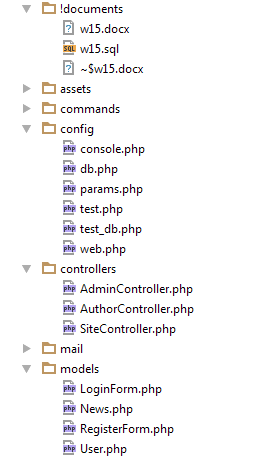 !documents
w15.docx
w15.sql
~$w15.docx
assets
commands
config
console.php
db.php
params.php
test.php
test_db.php
web.php
controllers
AdminController.php
AuthorController.php
SiteController.php
mail
models
LoginForm.php
News.php
RegisterForm.php
User.php